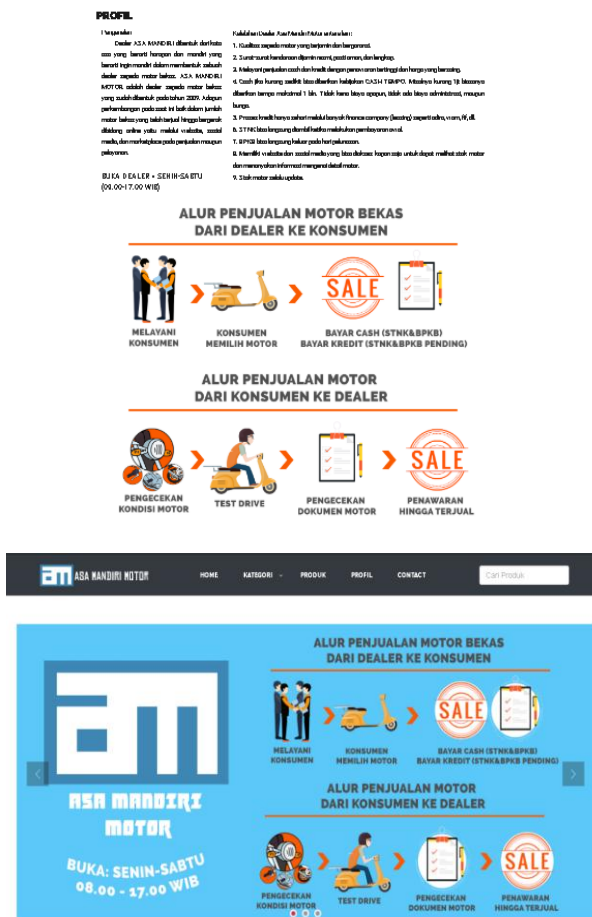 PROFIL
Pengenalan
Dealer ASA MANDIRI dibentuk dari kata
asa yang berarti harapan dan mandiri yang
berarti ingin mandiri dalam membentuk sebuah
dealer sepeda motor bekas. ASA MANDIRI
MOTOR adalah dealer sepeda motor bekas
yang sudah dibentuk pada tahun 2009. Adapun
perkembangan pada saat ini baik dalam jumlah
motor bekas yang telah terjual hingga bergerak
dibidang online yaitu melalui website, sosial
media, dan marketplace pada penjualan maupun
pelayanan.
BUKA DEALER = SENIN-SABTU
(08.00-17.00 WIB)
Kelebihan Dealer Asa Mandiri Motor antara lain :
1. Kualitas sepeda motor yang terjamin dan bergaransi.
2. Surat-surat kendaraan dijamin resmi, pasti aman, dan lengkap.
3. Melayani penjualan cash dan kredit dengan penawaran tertinggi dan harga yang bersaing.
4. Cash jika kurang sedikit bisa diberikan kebijakan CASH TEMPO. Misalnya kurang 1jt biasanya
diberikan tempo maksimal 1 bln. Tidak kena biaya apapun, tidak ada biaya administrasi, maupun
bunga.
5. Proses kredit hanya sehari melalui banyak finance company (leasing) seperti adira, wom, fif, dll.
6. STNK bisa langsung diambil ketika melakukan pembayaran awal.
7. BPKB bisa langsung keluar pada hari pelunasan.
8. Memiliki website dan sosial media yang bisa diakses kapan saja untuk dapat melihat stok motor
dan menanyakan informasi mengenai detail motor.
9. Stok motor selalu update.
ALUR PENJUALAN MOTOR BEKAS
DARI DEALER KE KONSUMEN
SALE
MELAYANI
KONSUMEN
KONSUMEN
MEMILIH MOTOR
BAYAR CASH (STNK&BPKB)
BAYAR KREDIT (STNK&BPKB PENDING)
ALUR PENJUALAN MOTOR
DARI KONSUMEN KE DEALER
SALE
PENGECEKAN
KONDISI MOTOR
TEST DRIVE
PENGECEKAN
DOKUMEN MOTOR
PENAWARAN
HINGGA TERJUAL
am ASA MANDIRI MOTOR
HOME KATEGORI PRODUK PROFIL CONTACT
Cari Produk
am
ASA MANDIRI
MOTOR
BUKA: SENIN-SABTU
08.00 - 17.00 WIB
ALUR PENJUALAN MOTOR BEKAS
DARI DEALER KE KONSUMEN
SALE
MELAYANI
KONSUMEN
KONSUMEN
MEMILIH MOTOR
BAYAR CASH (STNK&BPKB)
BAYAR KREDIT (STNK&BPKB PENDING)
ALUR PENJUALAN MOTOR
DARI KONSUMEN KE DEALER
SALE
PENGECEKAN
KONDISI MOTOR
TEST DRIVE
PENGECEKAN
DOKUMEN MOTOR
PENAWARAN
HINGGA TERJUAL